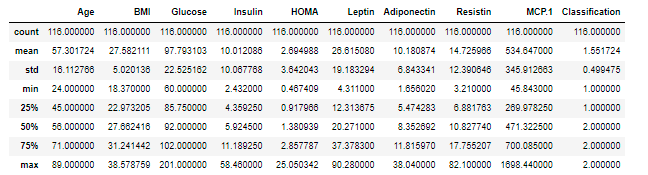 Age BMI Glucose Insulin HOMA Leptin Adiponectin Resistin MCP.1 Classification
count 116.000000 116.000000 116.000000 116.000000 116.000000 116.000000 116.000000 116.000000 116.000000 116.000000
mean 57.301724 27.582111 97.793103 10.012086 2.694988 26.615080 10.180874 14.725966 534.647000 1.551724
std 16.112766 5.020136 22.525162 10.067768 3.642043 19.183294 6.843341 12.390646 345.912663 0.499475
min 24.000000 18.370000 60.000000 2.432000 0.467409 4.311000 1.656020 3.210000 45.843000 1.000000
25% 45.000000 22.973205 85.750000 4.359250 0.917966 12.313675 5.474283 6.881763 269.978250 1.000000
50% 56.000000 27.662416 92.000000 5.924500 1.380939 20.271000 8.352692 10.827740 471.322500 2.000000
75% 71.000000 31.241442 102.000000 11.189250 2.857787 37.378300 11.815970 17.755207 700.085000 2.000000
max 89.000000 38.578759 201.000000 58.460000 25.050342 90.280000 38.040000 82.100000 1698.440000 2.000000